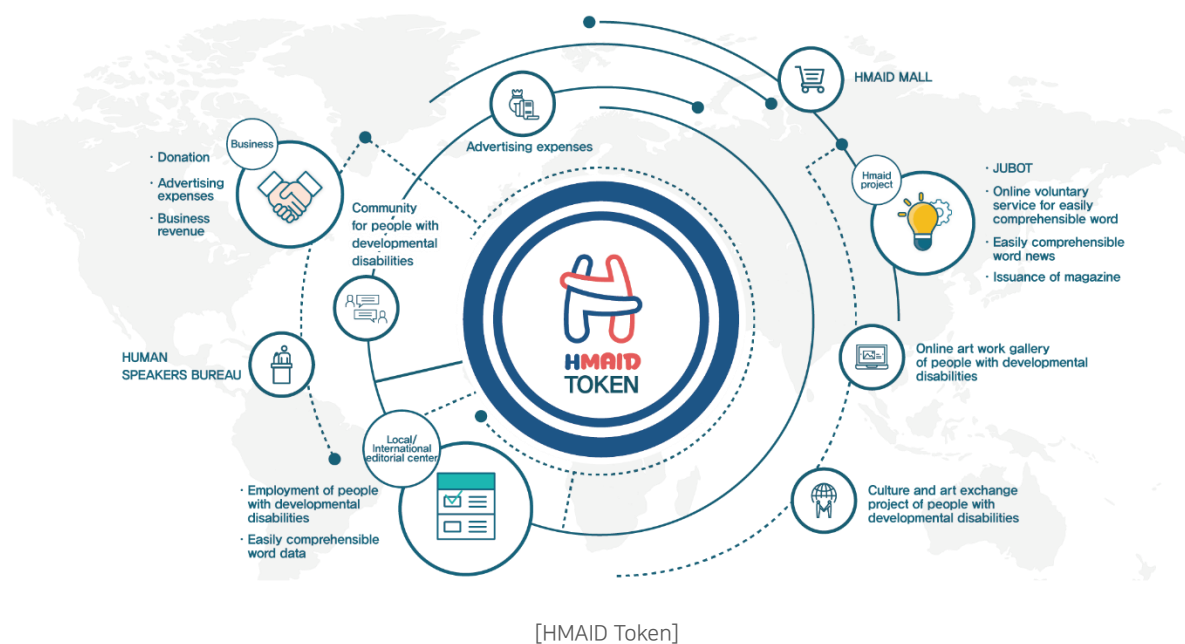 HMAID MALL
Advertising expenses
Business
· Donation
· Advertising
expenses
· Business
revenue
Community
for people with
developmental
disabilities
Hmaid
project
· JUBOT
· Online voluntary
service for easily
comprehensible word
· Easily comprehensible
word news
· Issuance of magazine
HMAID
TOKEN
HUMAN
SPEAKERS BUREAU
Online art work gallery
of people with developmental
disabilities
Local/
International
editorial center
· Employment of people
with developmental
disabilities
· Easily comprehensible
word data
Culture and art exchange
project of people with
developmental disabilities
[HMAID Token]